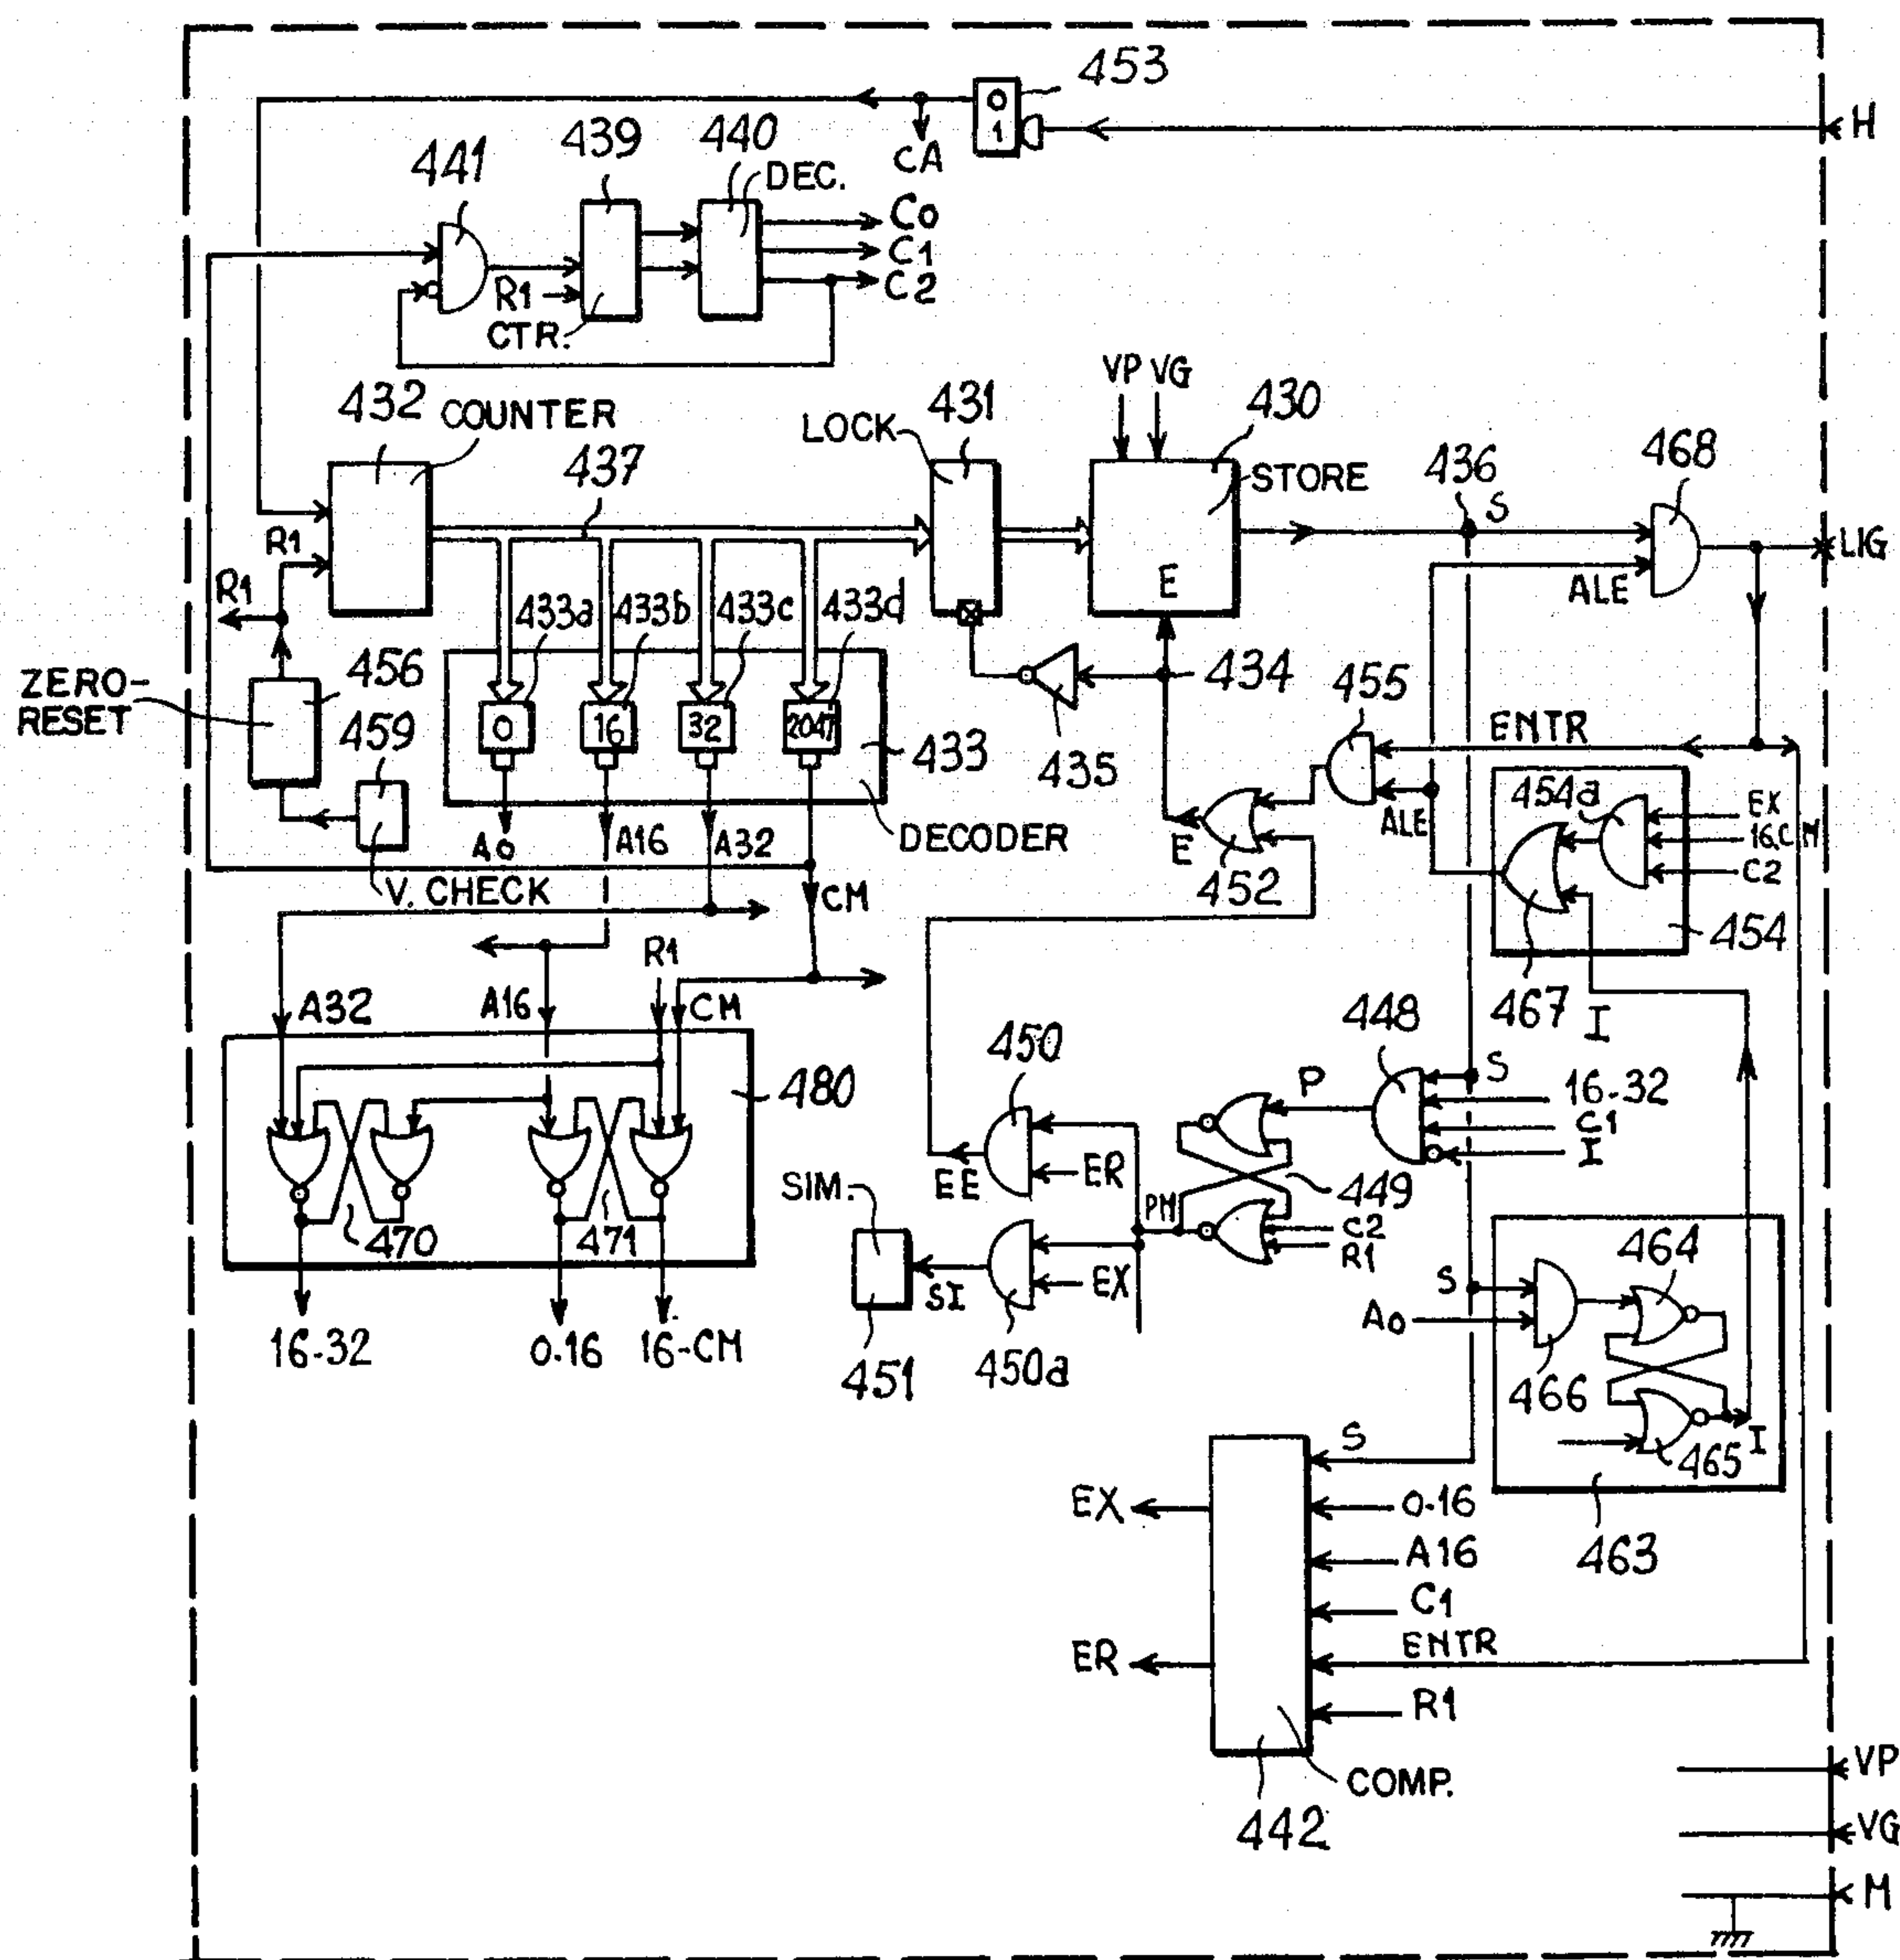 453
H
0
1
CA
439
440
441
DEC.
C0
C1
C2
R1
CTR.
VP VG
432
COUNTER
437
LOCK
431
430
STORE
436
S
468
R1
R1
E
ALE
LIG
433a
433b
433c
433d
ZERO-
RESET
456
0
16
32
2047
434
455
ENTR
459
433
435
454a
EX
A0
A16
A32
DECODER
E
452
ALE
16.CM
C2
V. CHECK
CM
454
R1
467
I
A32
A16
CM
448
450
S
480
P
16-32
C1
I
EE
ER
449
SIM.
PM
C2
R1
470
471
464
S
SI
EX
A0
16-32
0.16
16-CM
451
450a
466
I
465
S
EX
0-16
463
A16
C1
ER
ENTR
R1
VP
COMP.
442
VG
M